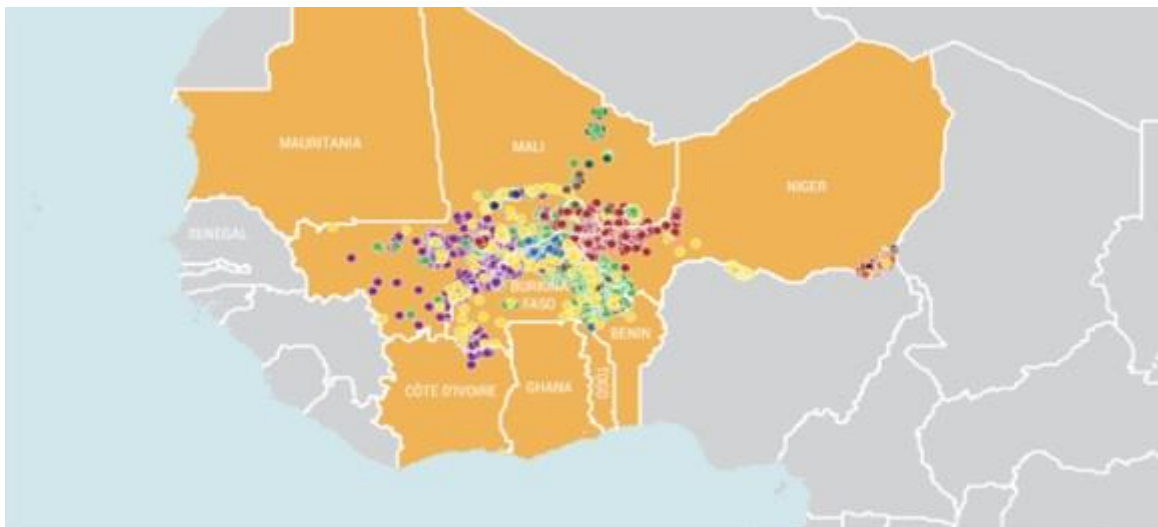 MAURITANIA
MALI
NIGER
SENEGAL
BURKINA
FASO
BENIN
CÔTE D'IVOIRE
GHANA
TOGO